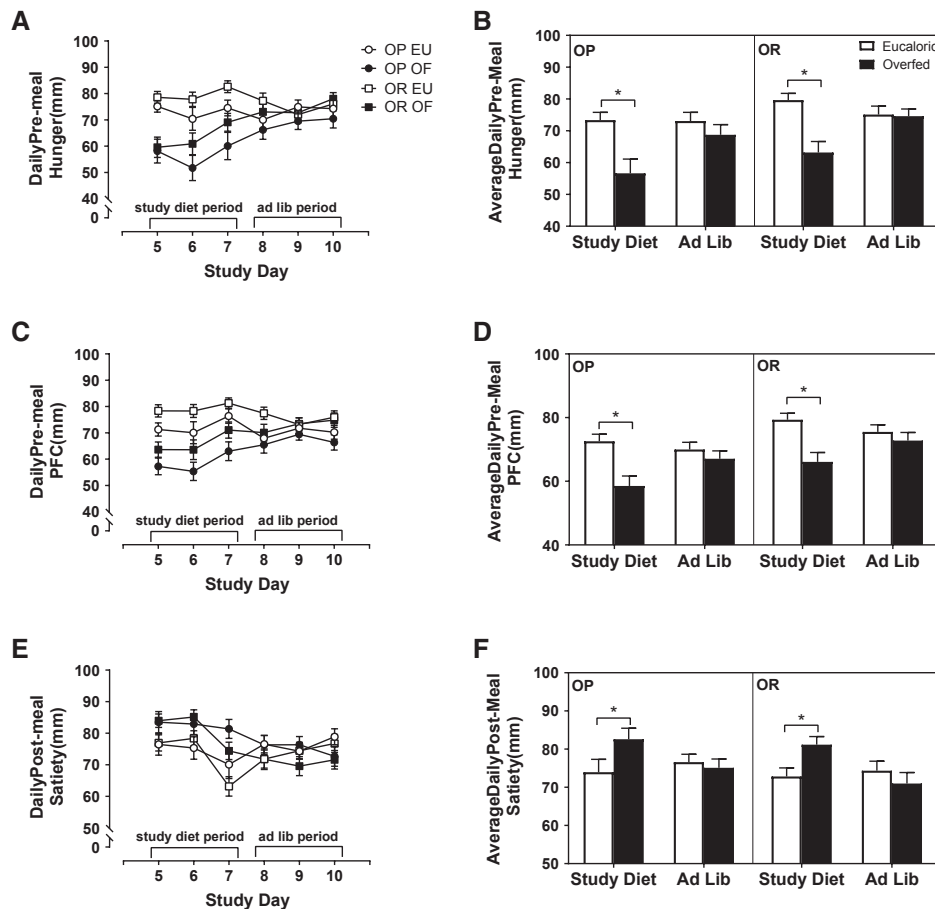 A
DailyPre-meal
Hunger(mm)
100
90
80
70
60
50
40
0
study diet period
ad lib period
5 6 7 8 9 10
Study Day
OP EU
OP OF
OR EU
OR OF
B
AverageDailyPre-Meal
Hunger(mm)
100
90
80
70
60
50
40
OP
OR
Eucaloric
Overfed
*
*
Study Diet Ad Lib Study Diet Ad Lib
C
DailyPre-meal
PFC(mm)
100
90
80
70
60
50
40
0
study diet period
ad lib period
5 6 7 8 9 10
Study Day
D
AverageDailyPre-Meal
PFC(mm)
100
80
60
40
OP
OR
*
*
Study Diet Ad Lib Study Diet Ad Lib
E
DailyPost-meal
Satiety(mm)
100
90
80
70
60
50
0
study diet period
ad lib period
5 6 7 8 9 10
Study Day
F
AverageDailyPost-Meal
Satiety(mm)
100
90
80
70
60
50
OP
OR
*
*
Study Diet Ad Lib Study Diet Ad Lib